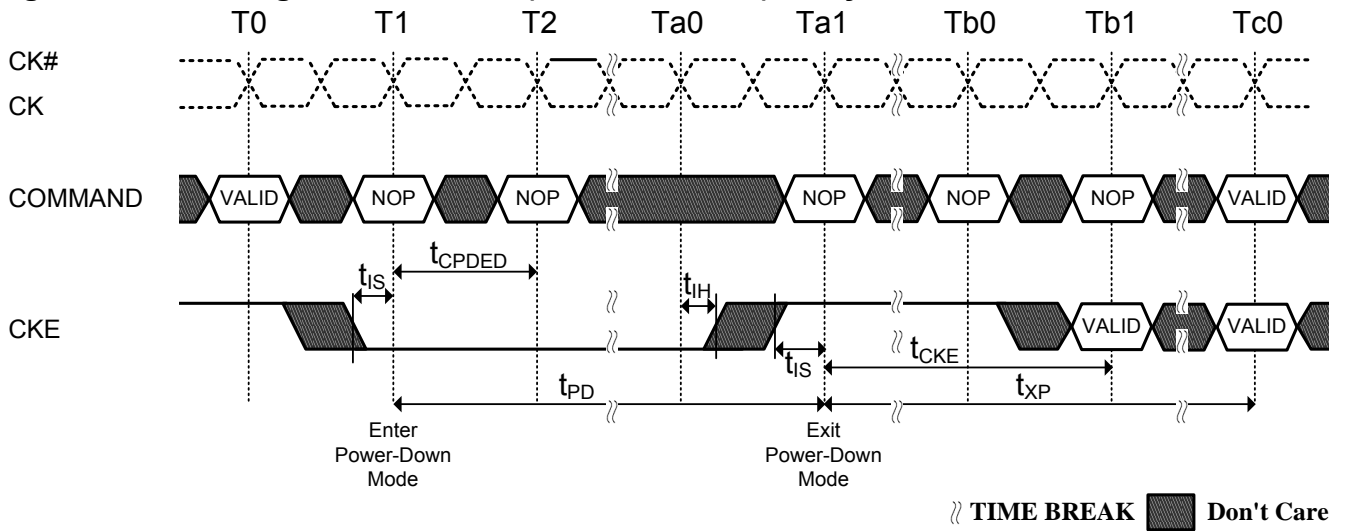 T0 T1 T2 Ta0 Ta1 Tb0 Tb1 Tc0
CK#
CK
COMMAND VALID NOP NOP NOP NOP NOP VALID
tIS tCPDED tIH
CKE VALID VALID
tIS tCKE
tPD tXP
Enter Power-Down Mode
Exit Power-Down Mode
TIME BREAK Don't Care